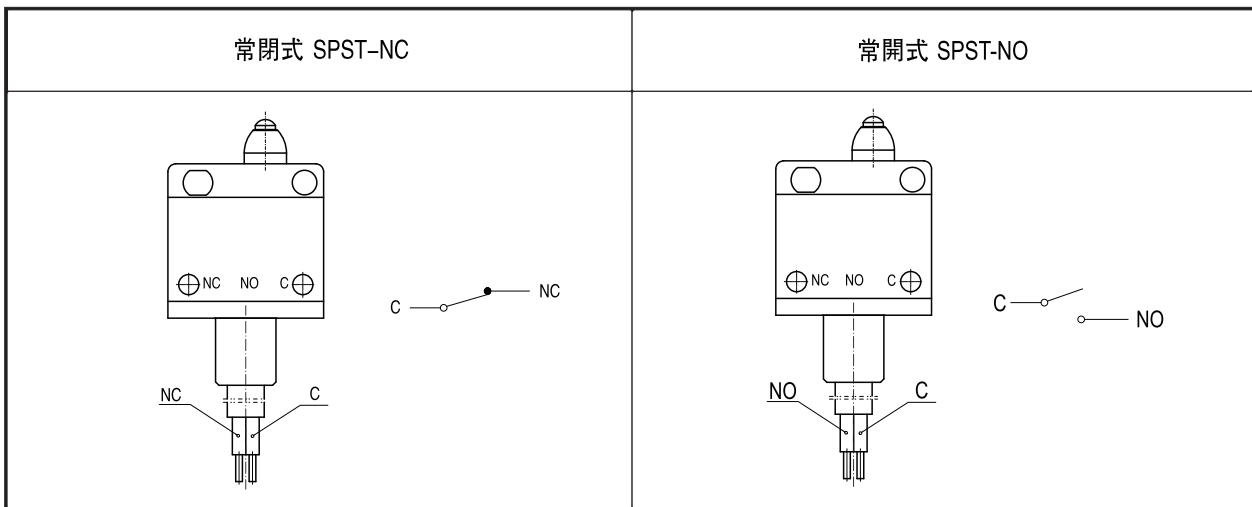 常閉式 SPST–NC
常開式 SPST-NO
NC NO C
C NC
NC C
NC NO C
C NO
NO C